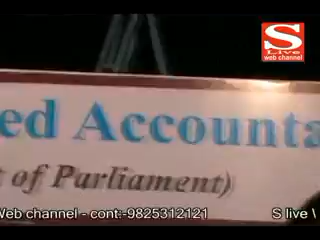 S
Live
web channel
ed Accounta
t of Parliament)
Web channel - cont:-9825312121 S live \